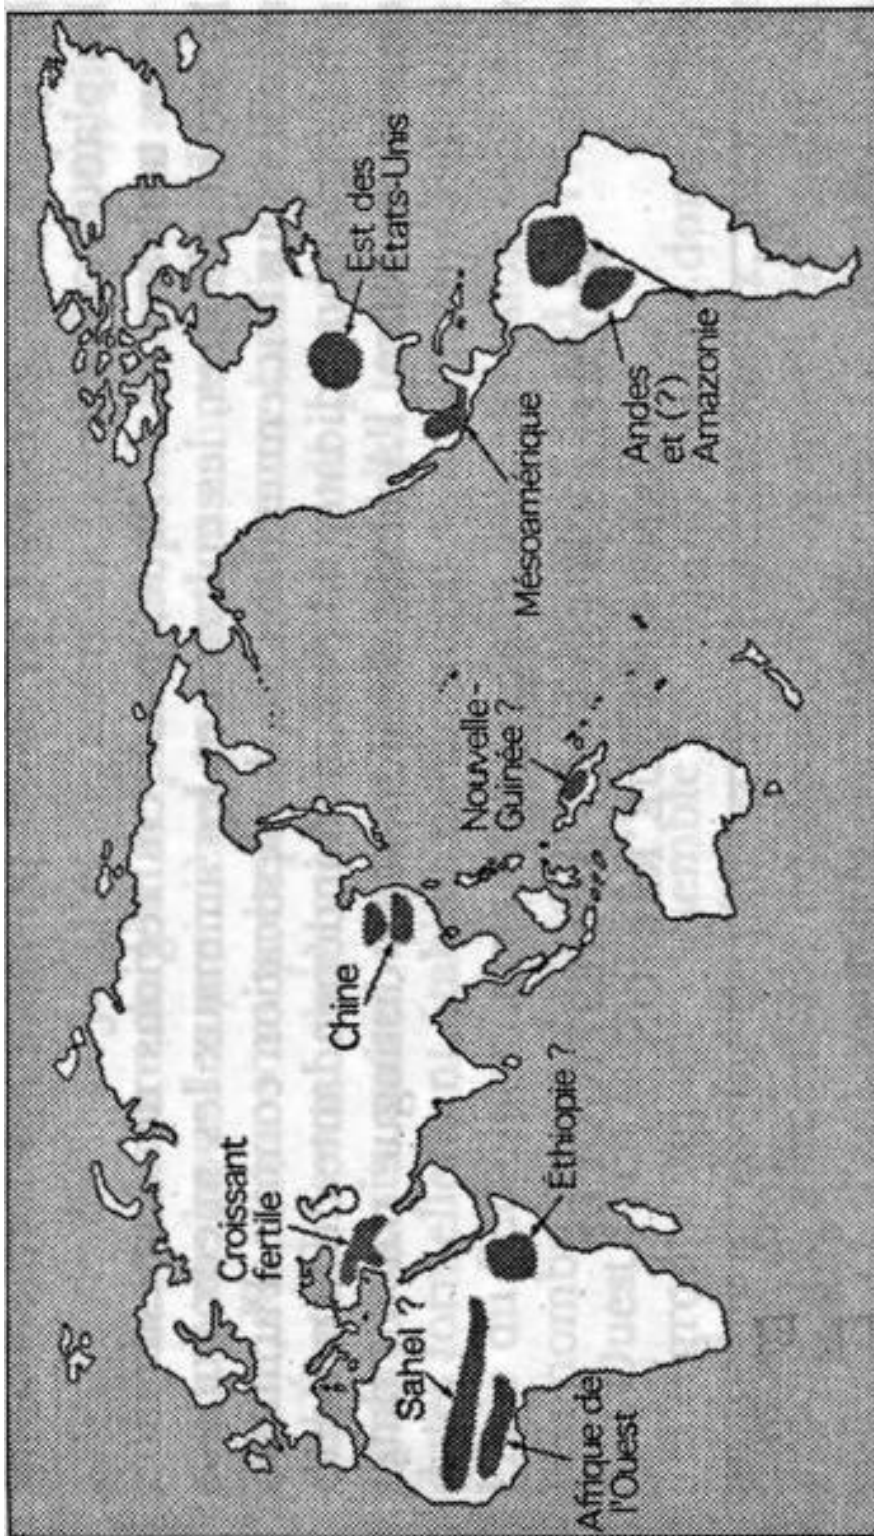 Croissant
fertile
Sahel ?
Afrique de
l'Ouest
Éthiopie ?
Chine
Nouvelle-
Guinée ?
Mésoamérique
Est des
États-Unis
Andes
et (?)
Amazonie